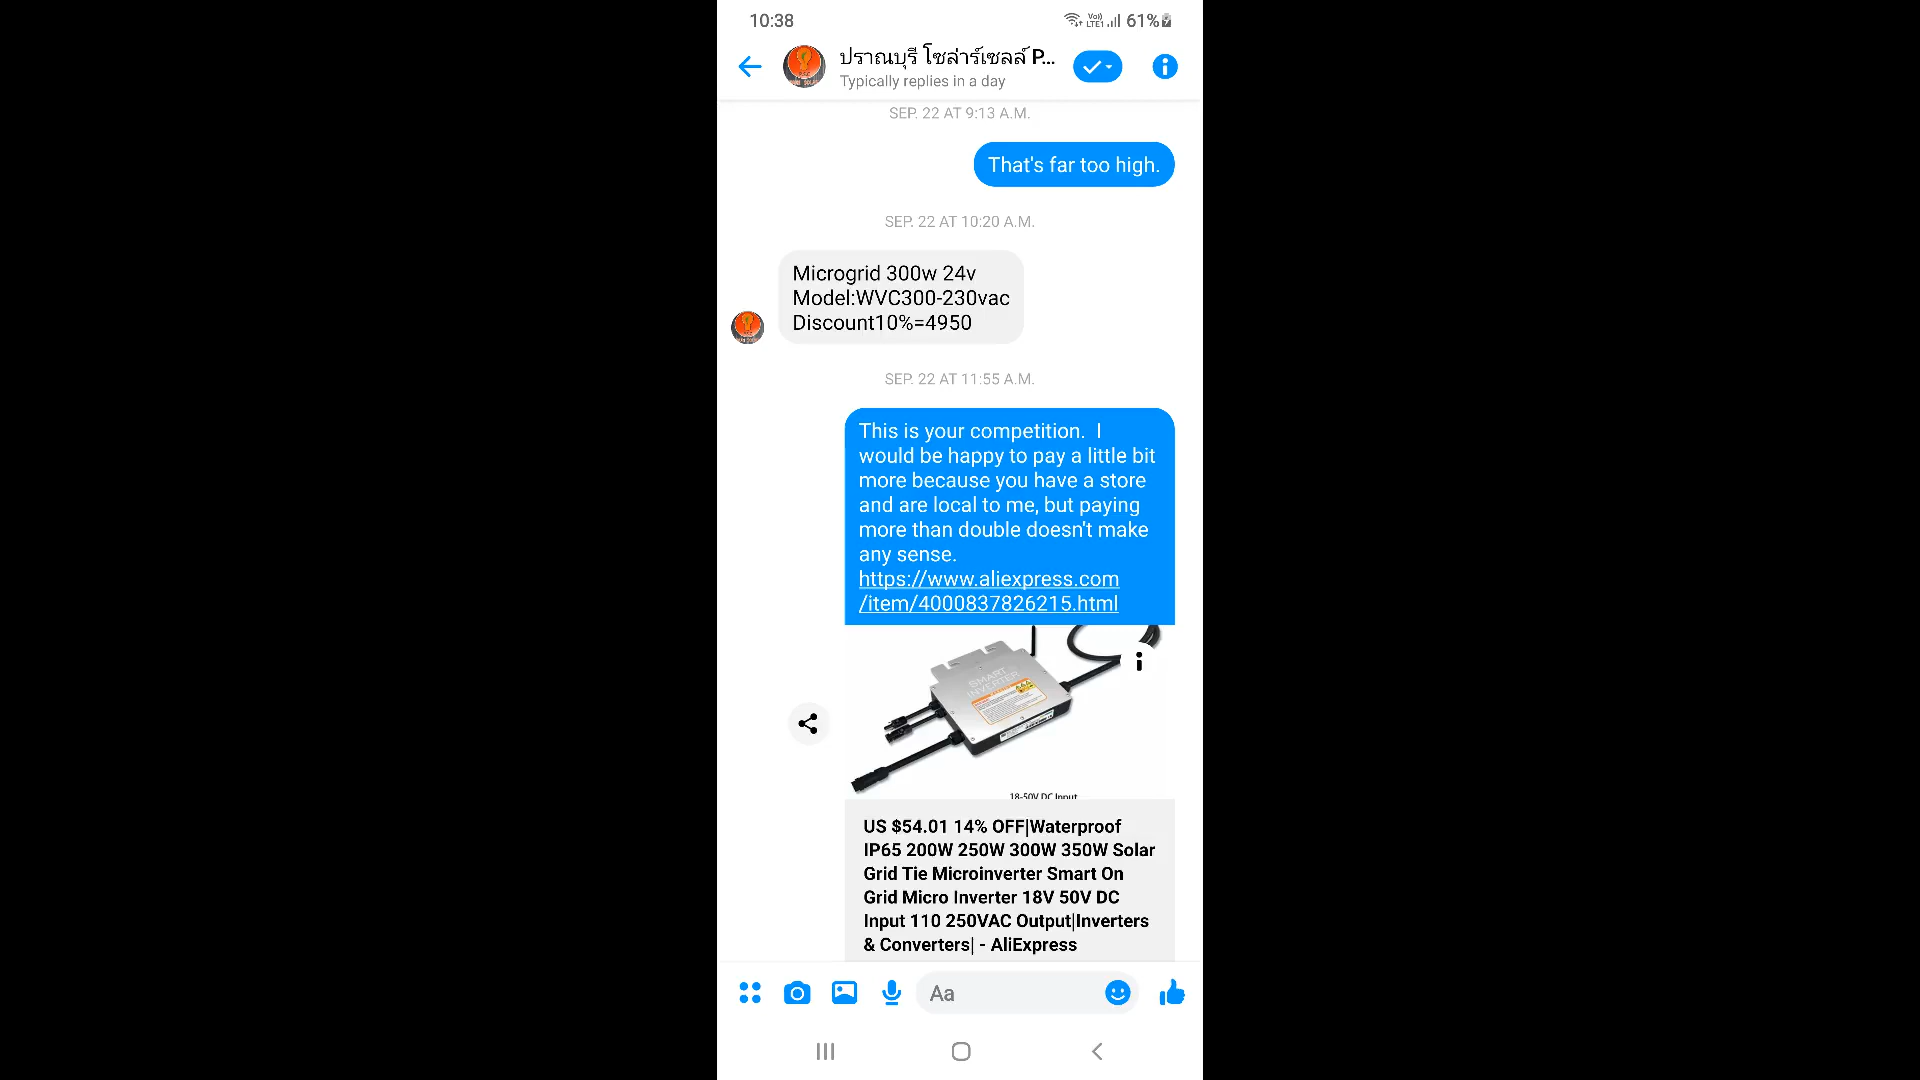 10:38
Vo))
LTE1
61%
ปราณบุรี โซล่าร์เซลล์ P...
Typically replies in a day
SEP. 22 AT 9:13 A.M.
That's far too high.
SEP. 22 AT 10:20 A.M.
Microgrid 300w 24v
Model:WVC300-230vac
Discount10%=4950
SEP. 22 AT 11:55 A.M.
This is your competition.  I
would be happy to pay a little bit
more because you have a store
and are local to me, but paying
more than double doesn't make
any sense.
https://www.aliexpress.com
/item/4000837826215.html
SMART
INVERTER
18-50V DC Input
US $54.01 14% OFF|Waterproof
IP65 200W 250W 300W 350W Solar
Grid Tie Microinverter Smart On
Grid Micro Inverter 18V 50V DC
Input 110 250VAC Output|Inverters
& Converters| - AliExpress
Aa